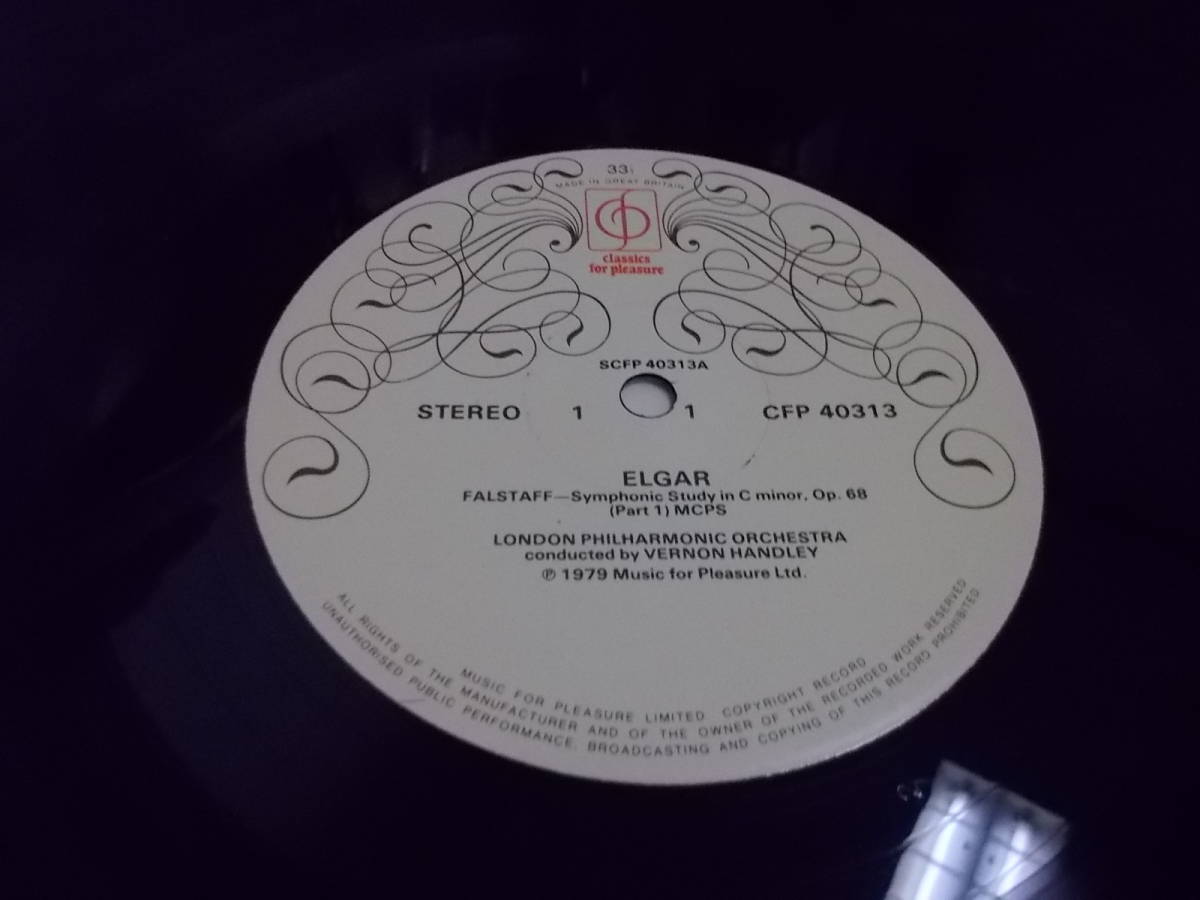 33⅓
MADE IN GREAT BRITAIN
classics
for pleasure
SCFP 40313A
STEREO 1 1 CFP 40313
ELGAR
FALSTAFF—Symphonic Study in C minor, Op. 68
(Part 1) MCPS
LONDON PHILHARMONIC ORCHESTRA
conducted by VERNON HANDLEY
℗ 1979 Music for Pleasure Ltd.
MUSIC FOR PLEASURE LIMITED COPYRIGHT RECORD
ALL RIGHTS OF THE MANUFACTURER AND OF THE OWNER OF THE RECORDED WORK RESERVED
UNAUTHORISED PUBLIC PERFORMANCE, BROADCASTING AND COPYING OF THIS RECORD PROHIBITED